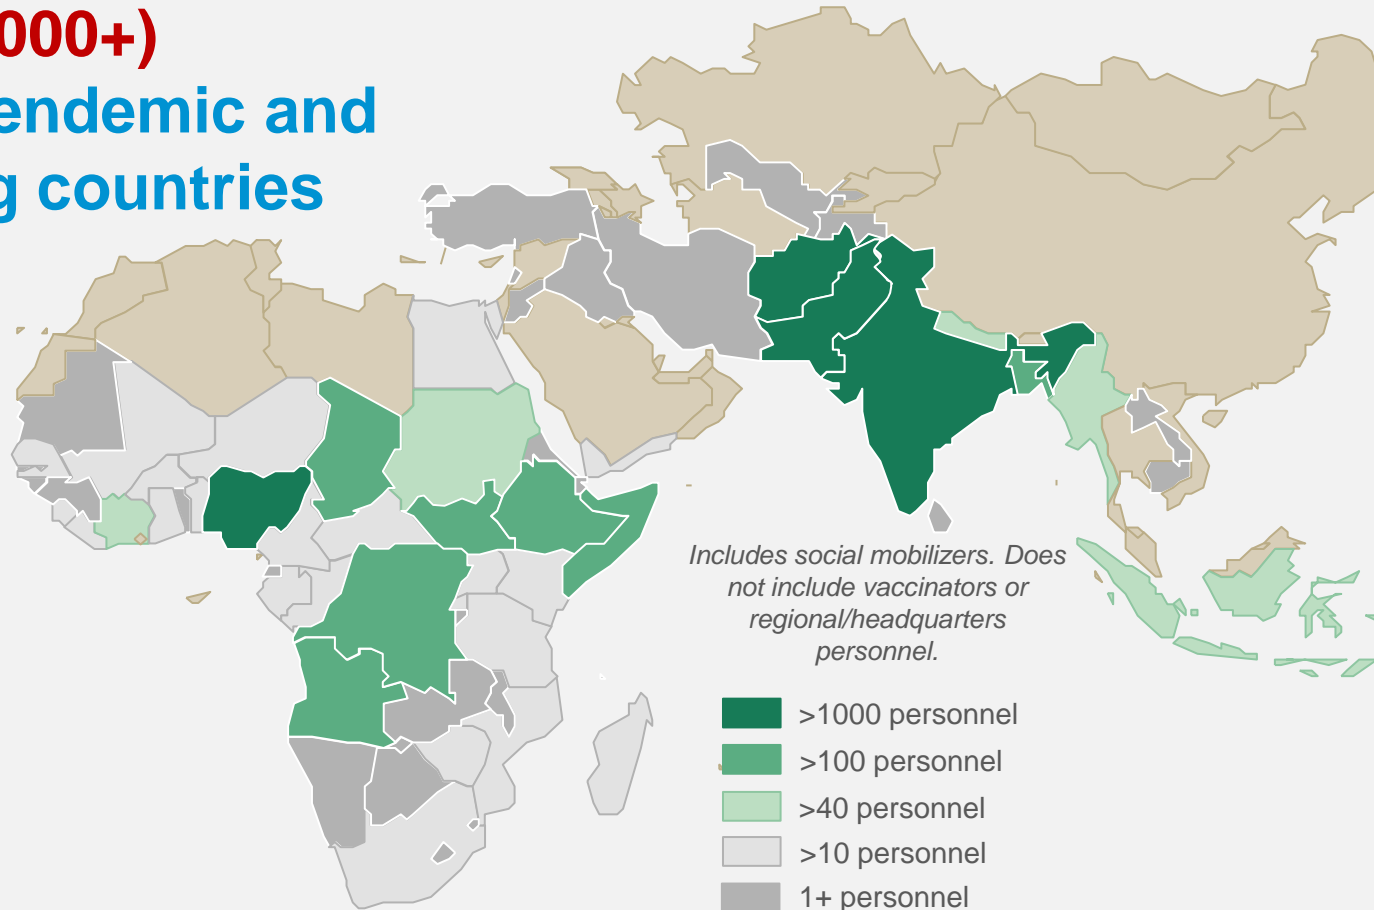 000+)
endemic and
g countries
Includes social mobilizers. Does
not include vaccinators or
regional/headquarters
personnel.
>1000 personnel
>100 personnel
>40 personnel
>10 personnel
1+ personnel